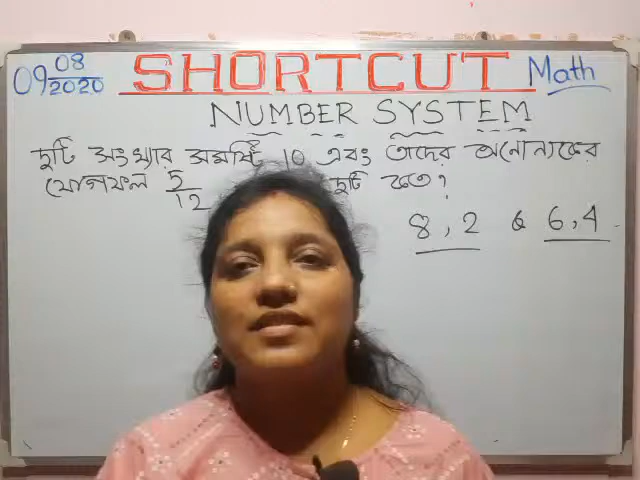 09 08/2020 SHORTCUT Math
NUMBER SYSTEM
দুটি সংখ্যার সমষ্টি 10 এবং তাদের অনোন্যকের
যোগফল 5/12 দুটি কত?
8, 2 & 6, 4